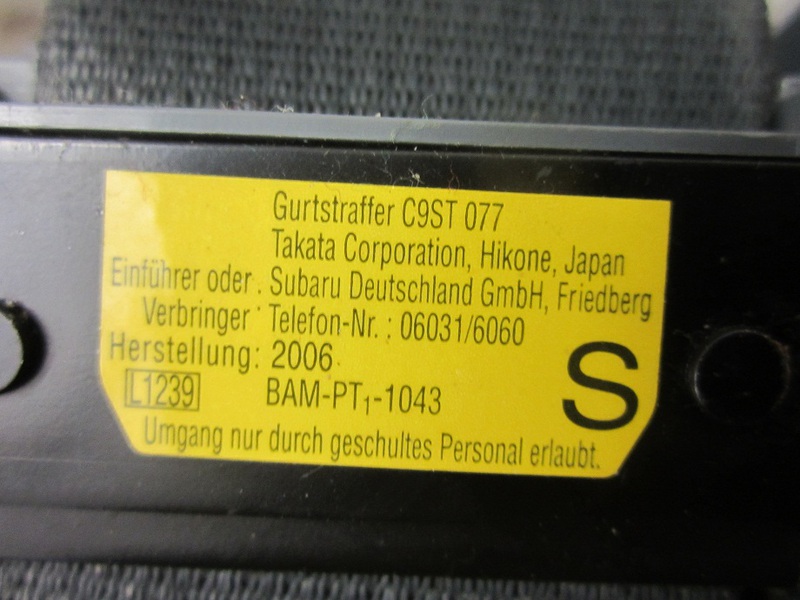 Gurtstraffer C9ST 077
Takata Corporation, Hikone, Japan
Einführer oder . Subaru Deutschland GmbH, Friedberg
Verbringer · Telefon-Nr. : 06031/6060
Herstellung: 2006
L1239 BAM-PT₁-1043
S
Umgang nur durch geschultes Personal erlaubt.